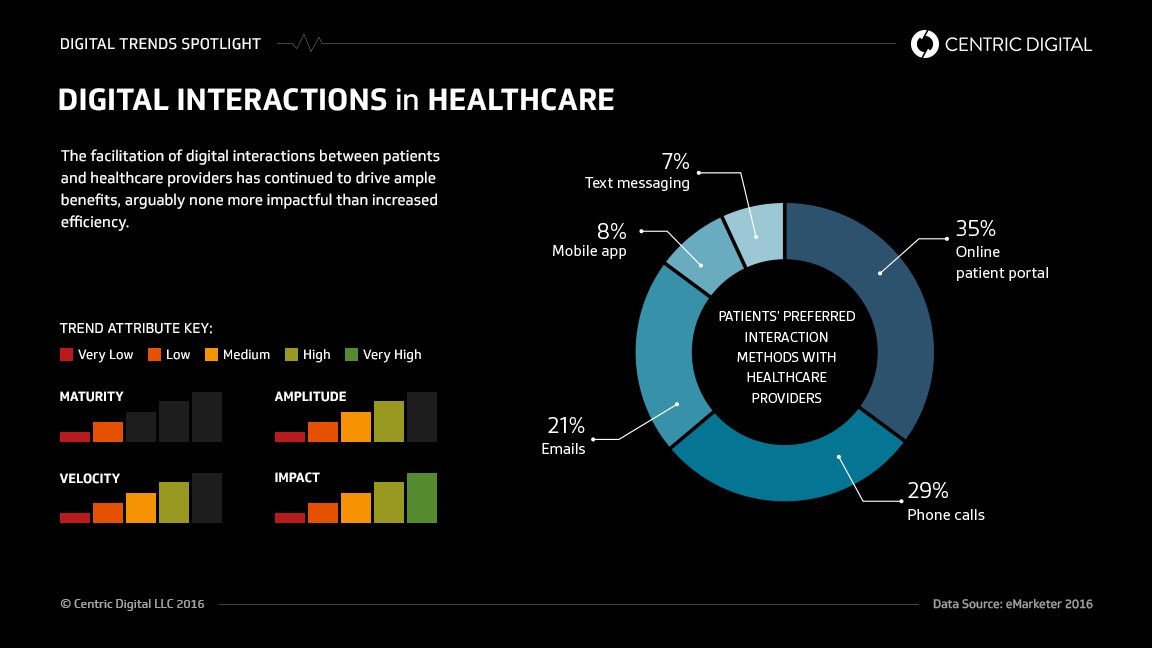 DIGITAL TRENDS SPOTLIGHT
CENTRIC DIGITAL
DIGITAL INTERACTIONS in HEALTHCARE
The facilitation of digital interactions between patients
and healthcare providers has continued to drive ample
benefits, arguably none more impactful than increased
efficiency.
TREND ATTRIBUTE KEY:
Very Low Low Medium High Very High
MATURITY
AMPLITUDE
VELOCITY
IMPACT
7%
Text messaging
8%
Mobile app
35%
Online
patient portal
PATIENTS' PREFERRED
INTERACTION
METHODS WITH
HEALTHCARE
PROVIDERS
21%
Emails
29%
Phone calls
© Centric Digital LLC 2016
Data Source: eMarketer 2016